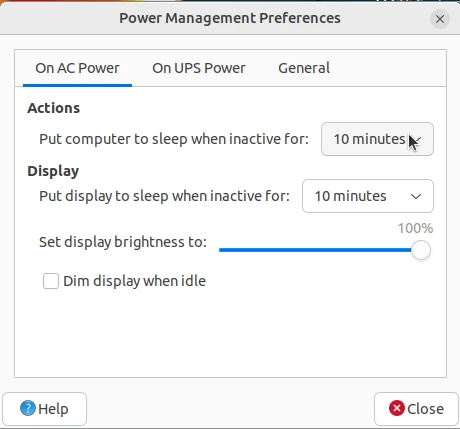 Power Management Preferences
On AC Power On UPS Power General
Actions
Put computer to sleep when inactive for: 10 minutes
Display
Put display to sleep when inactive for: 10 minutes
100%
Set display brightness to:
Dim display when idle
Help Close